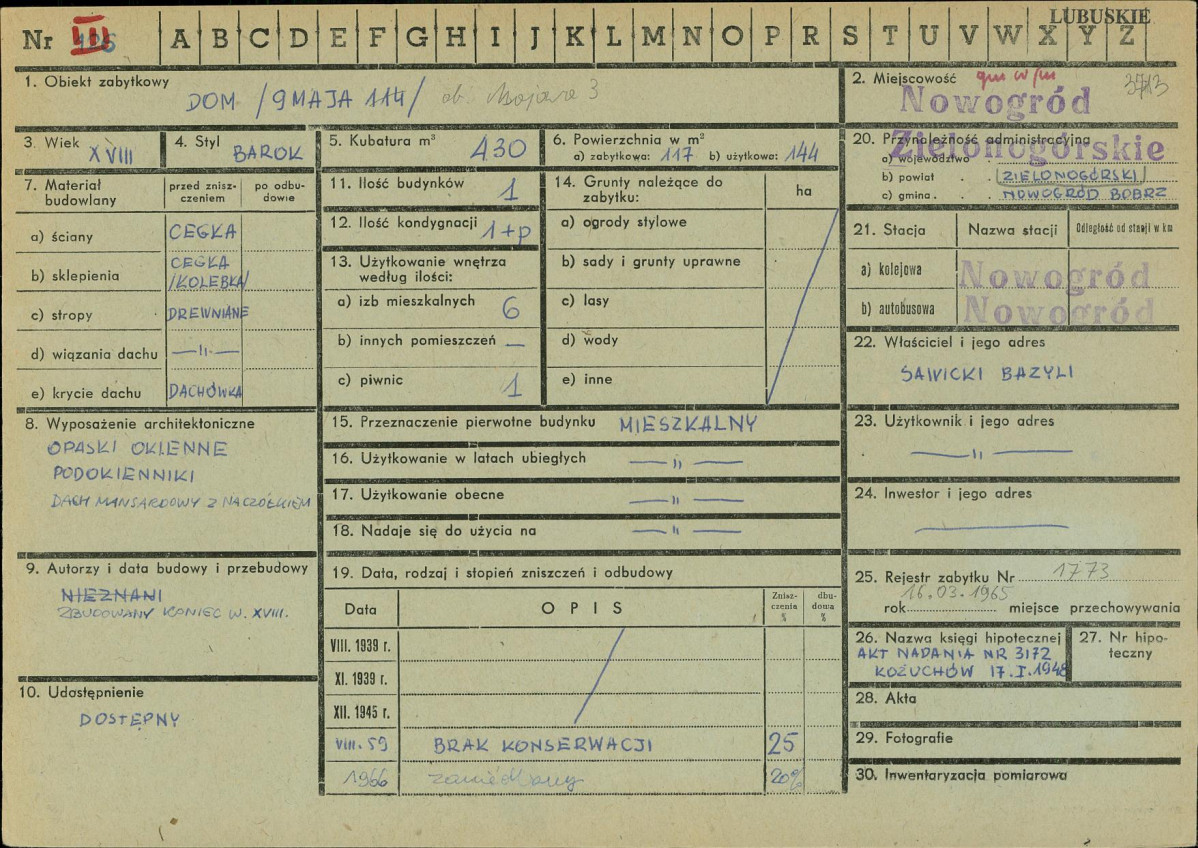 LUBUSKIE
Nr III A B C D E F G H I J K L M N O P R S T U V W X Y Z
1. Obiekt zabytkowy
DOM /9 MAJA 114/ ob. 3
2. Miejscowość gm w/m 3713
Nowogród
3. Wiek XVIII
4. Styl BAROK
5. Kubatura m³ 430
6. Powierzchnia w m²
a) zabytkowa: 117 b) użytkowa: 144
20. Przynależność administracyjna
a) województwo Zielonogórskie
b) powiat . . /ZIELONOGÓRSKI/
c) gmina . . . NOWOGRÓD BOBRZ
7. Materiał budowlany
przed zniszczeniem
po odbudowie
a) ściany CEGŁA
b) sklepienia CEGŁA /KOLEBKA/
c) stropy DREWNIANE
d) wiązania dachu —„—
e) krycie dachu DACHÓWKA
11. Ilość budynków 1
12. Ilość kondygnacji 1+p
13. Użytkowanie wnętrza
według ilości:
a) izb mieszkalnych 6
b) innych pomieszczeń —
c) piwnic 1
14. Grunty należące do
zabytku: ha
a) ogrody stylowe
b) sady i grunty uprawne
c) lasy
d) wody
e) inne
21. Stacja Nazwa stacji Odległość od stacji w km
a) kolejowa Nowogród
b) autobusowa Nowogród
22. Właściciel i jego adres
SAWICKI BAZYLI
8. Wyposażenie architektoniczne
OPASKI OKIENNE
PODOKIENNIKI
DACH MANSARDOWY Z NACZÓŁKIEM
15. Przeznaczenie pierwotne budynku MIESZKALNY
16. Użytkowanie w latach ubiegłych —„—
17. Użytkowanie obecne —„—
18. Nadaje się do użycia na —„—
23. Użytkownik i jego adres
—„—
24. Inwestor i jego adres
—
9. Autorzy i data budowy i przebudowy
NIEZNANI
ZBUDOWANY KONIEC W. XVIII.
10. Udostępnienie
DOSTĘPNY
19. Data, rodzaj i stopień zniszczeń i odbudowy
Data OPIS Zniszczenia % dbudowa %
VIII. 1939 r.
XI. 1939 r.
XII. 1945 r.
VIII. 59 BRAK KONSERWACJI 25
1966 zaniedbany 20%
25. Rejestr zabytku Nr 1773
16.03.1965
rok miejsce przechowywania
26. Nazwa księgi hipotecznej
AKT NADANIA NR 3172
KOŻUCHÓW 17.I.1948
27. Nr hipoteczny
28. Akta
29. Fotografie
30. Inwentaryzacja pomiarowa